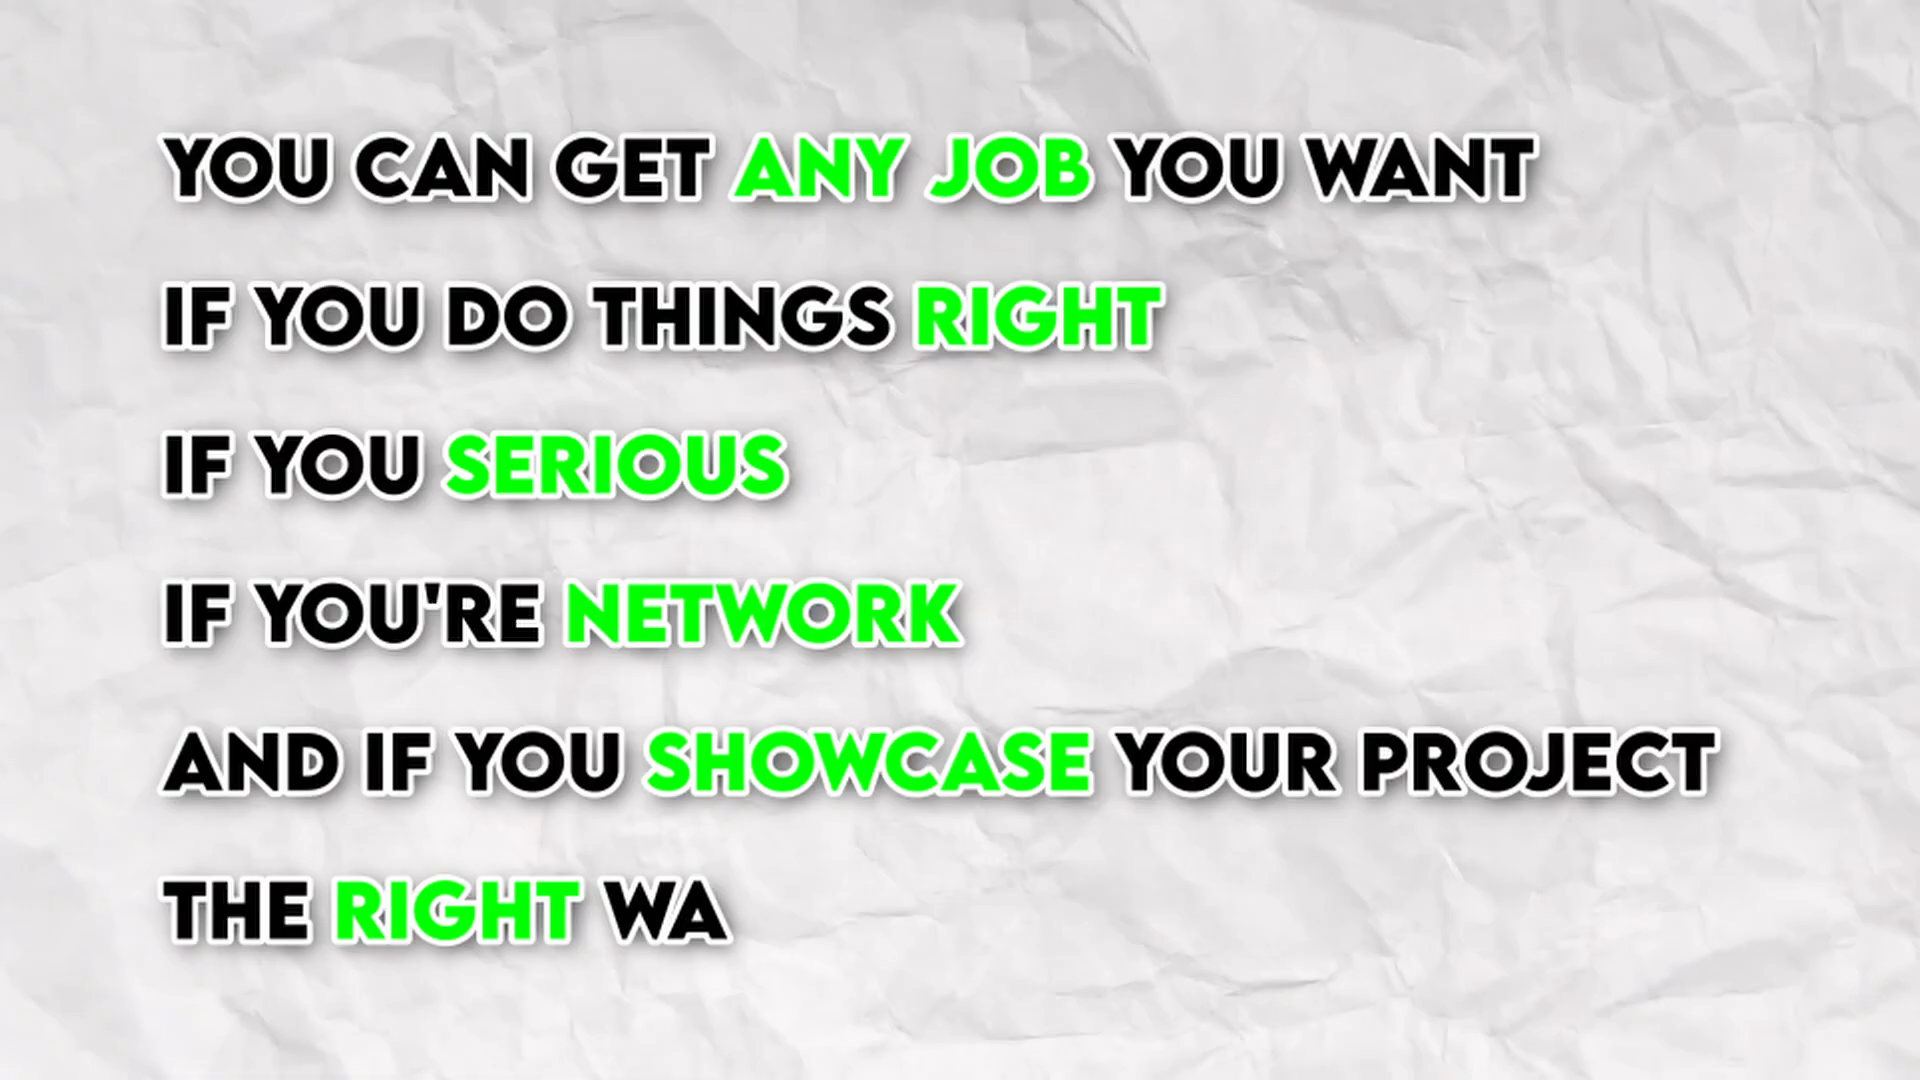 YOU CAN GET ANY JOB YOU WANT
IF YOU DO THINGS RIGHT
IF YOU SERIOUS
IF YOU'RE NETWORK
AND IF YOU SHOWCASE YOUR PROJECT
THE RIGHT WA